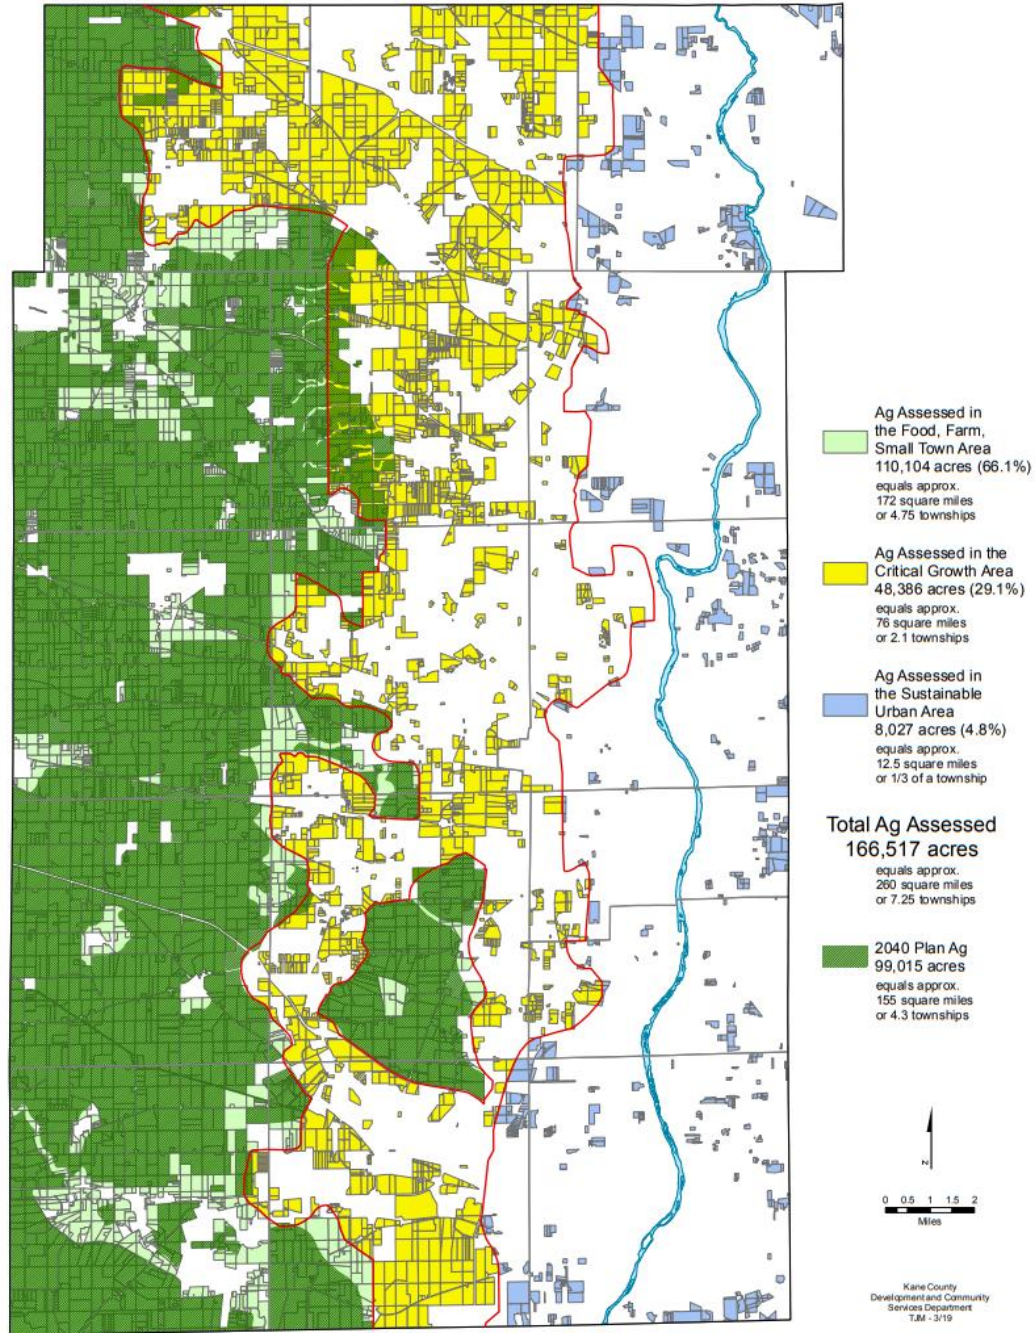 Ag Assessed in
the Food, Farm,
Small Town Area
110,104 acres (66.1%)
equals approx.
172 square miles
or 4.75 townships
Ag Assessed in the
Critical Growth Area
48,386 acres (29.1%)
equals approx.
76 square miles
or 2.1 townships
Ag Assessed in
the Sustainable
Urban Area
8,027 acres (4.8%)
equals approx.
12.5 square miles
or 1/3 of a township
Total Ag Assessed
166,517 acres
equals approx.
260 square miles
or 7.25 townships
2040 Plan Ag
99,015 acres
equals approx.
155 square miles
or 4.3 townships
N
0 0.5 1 1.5 2
Miles
Kane County
Development and Community
Services Department
TJM - 3/19